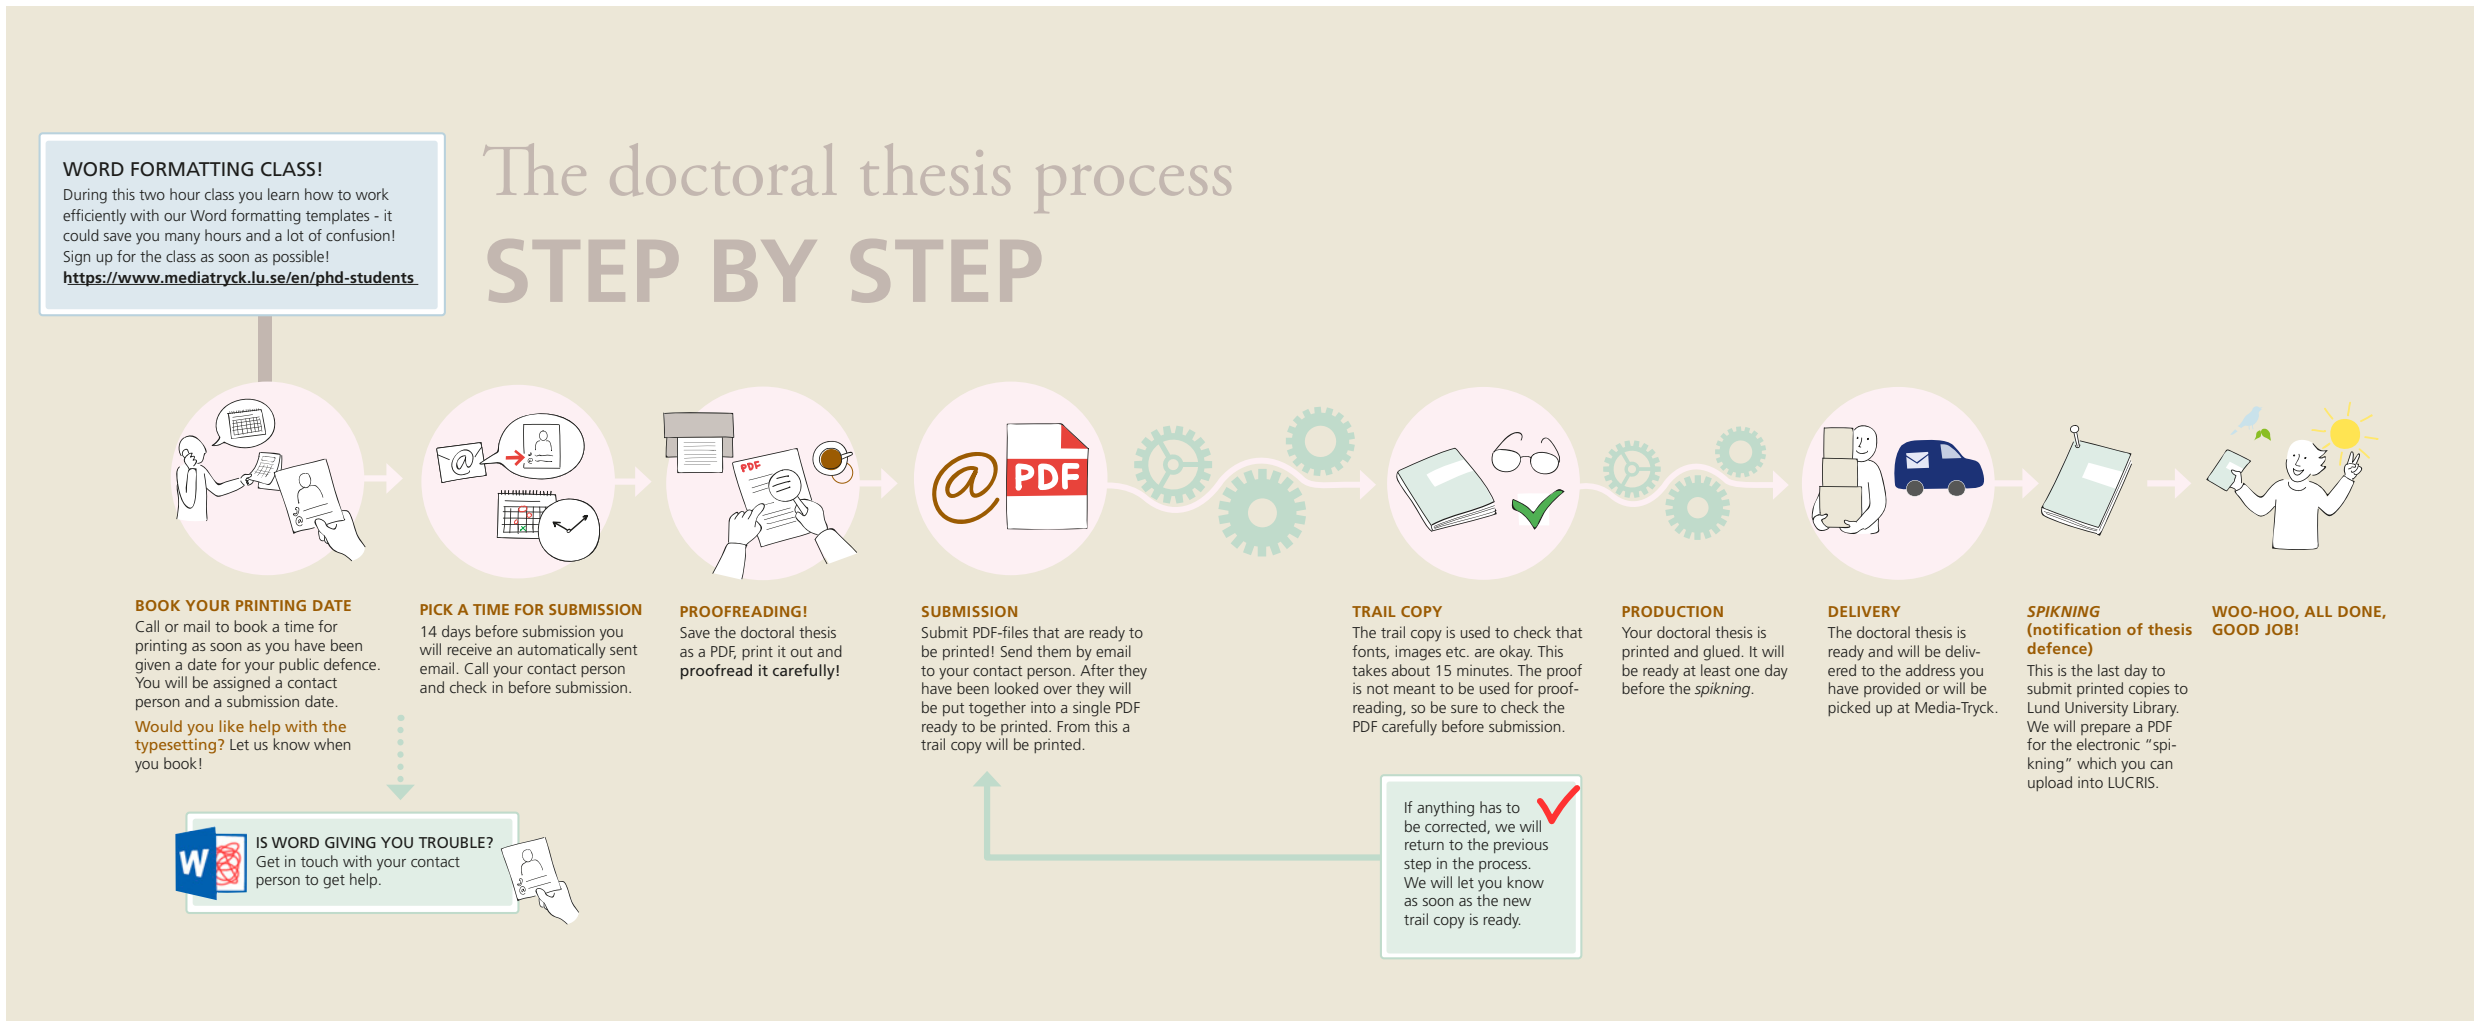 WORD FORMATTING CLASS!
During this two hour class you learn how to work
efficiently with our Word formatting templates - it
could save you many hours and a lot of confusion!
Sign up for the class as soon as possible!
https://www.mediatryck.lu.se/en/phd-students
The doctoral thesis process
STEP BY STEP
BOOK YOUR PRINTING DATE
Call or mail to book a time for
printing as soon as you have been
given a date for your public defence.
You will be assigned a contact
person and a submission date.
Would you like help with the
typesetting? Let us know when
you book!
@
PICK A TIME FOR SUBMISSION
14 days before submission you
will receive an automatically sent
email. Call your contact person
and check in before submission.
W
IS WORD GIVING YOU TROUBLE?
Get in touch with your contact
person to get help.
PDF
PROOFREADING!
Save the doctoral thesis
as a PDF, print it out and
proofread it carefully!
@ PDF
SUBMISSION
Submit PDF-files that are ready to
be printed! Send them by email
to your contact person. After they
have been looked over they will
be put together into a single PDF
ready to be printed. From this a
trail copy will be printed.
TRAIL COPY
The trail copy is used to check that
fonts, images etc. are okay. This
takes about 15 minutes. The proof
is not meant to be used for proof-
reading, so be sure to check the
PDF carefully before submission.
If anything has to
be corrected, we will
return to the previous
step in the process.
We will let you know
as soon as the new
trail copy is ready.
PRODUCTION
Your doctoral thesis is
printed and glued. It will
be ready at least one day
before the spikning.
DELIVERY
The doctoral thesis is
ready and will be deliv-
ered to the address you
have provided or will be
picked up at Media-Tryck.
SPIKNING
(notification of thesis
defence)
This is the last day to
submit printed copies to
Lund University Library.
We will prepare a PDF
for the electronic “spi-
kning” which you can
upload into LUCRIS.
WOO-HOO, ALL DONE,
GOOD JOB!